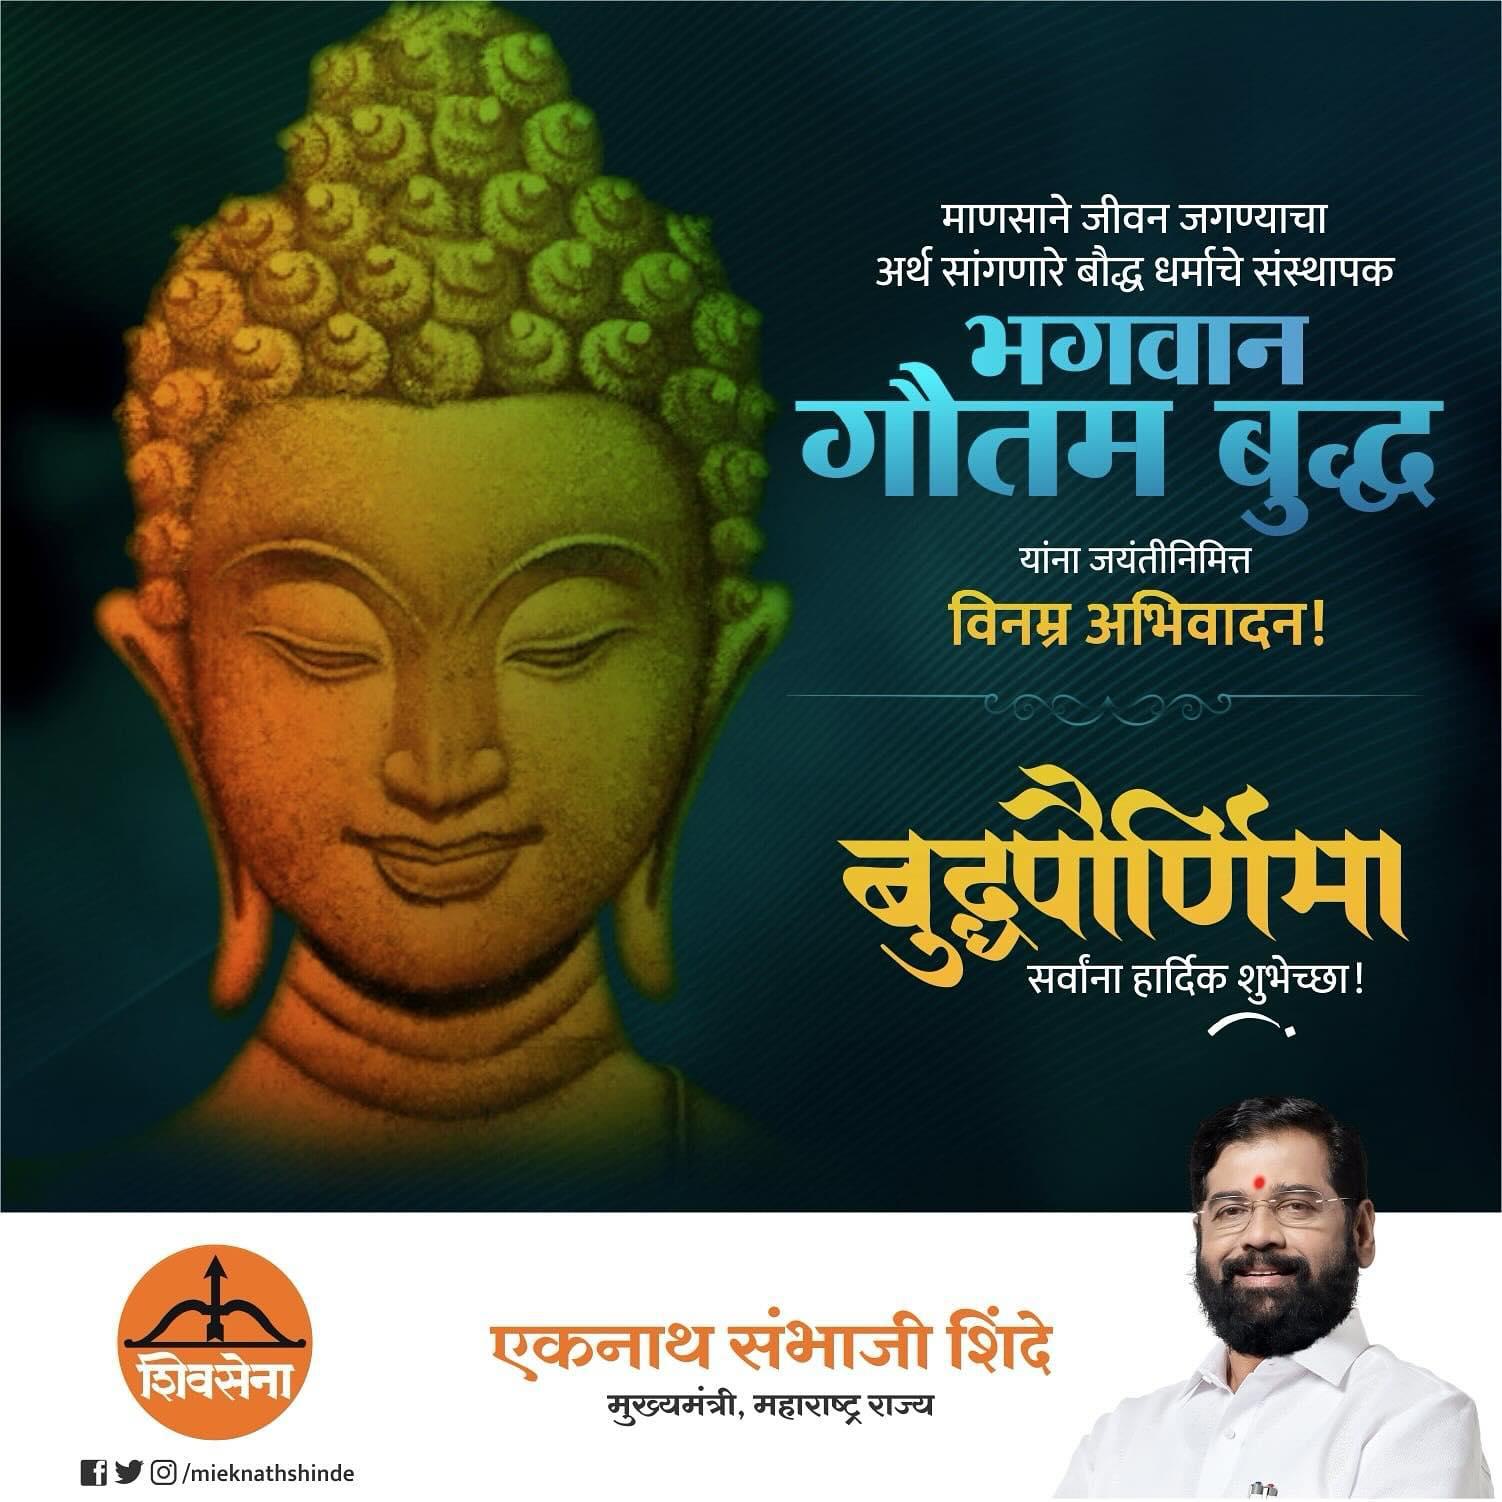 माणसाने जीवन जगण्याचा
अर्थ सांगणारे बौद्ध धर्माचे संस्थापक
भगवान
गौतम बुद्ध
यांना जयंतीनिमित्त
विनम्र अभिवादन!
बुद्धपौर्णिमा
सर्वांना हार्दिक शुभेच्छा!
शिवसेना
एकनाथ संभाजी शिंदे
मुख्यमंत्री, महाराष्ट्र राज्य
/mieknathshinde